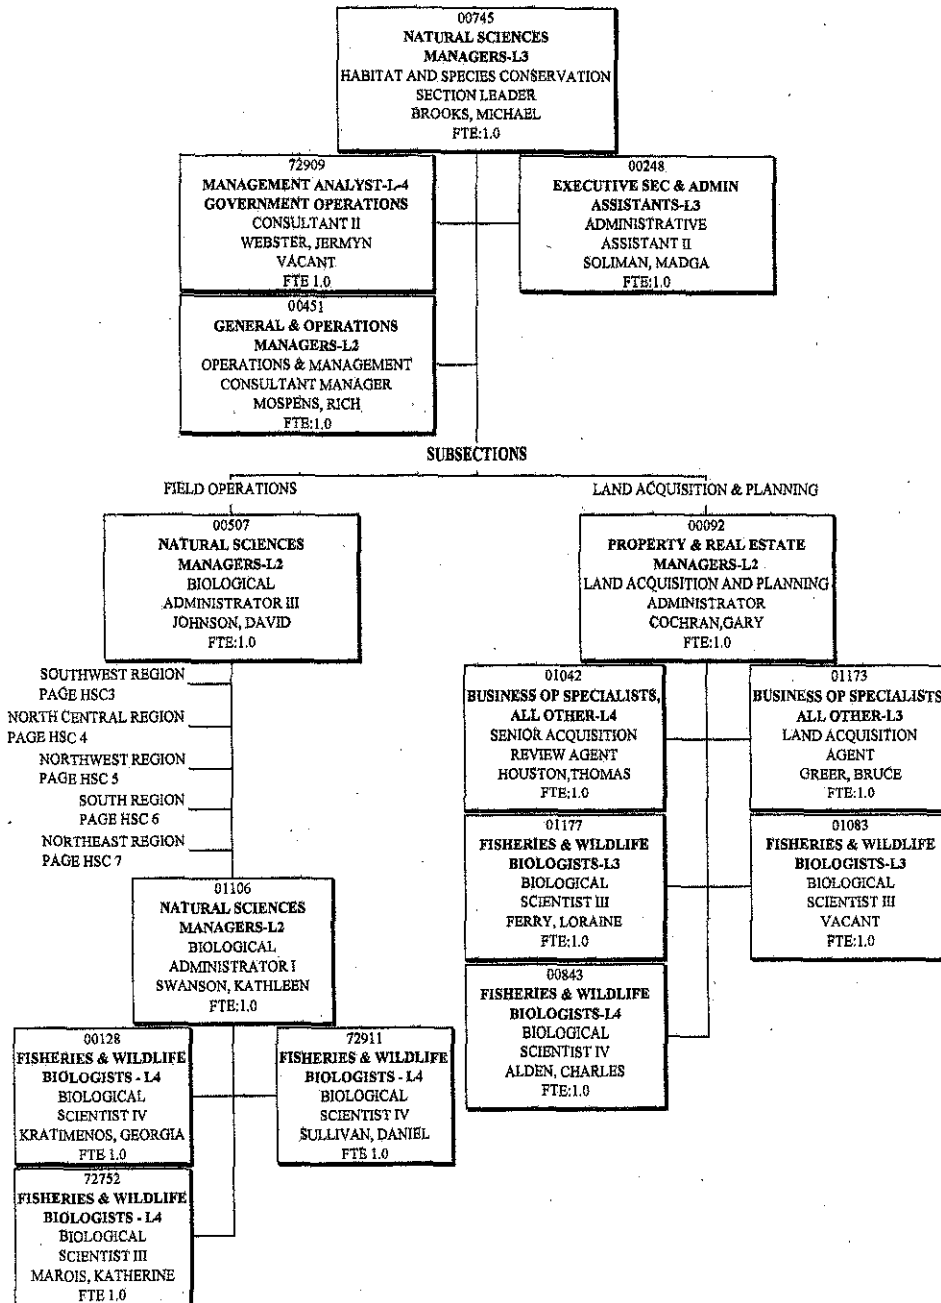 00745
NATURAL SCIENCES
MANAGERS-L3
HABITAT AND SPECIES CONSERVATION
SECTION LEADER
BROOKS, MICHAEL
FTE:1.0
72909
MANAGEMENT ANALYST-L-4
GOVERNMENT OPERATIONS
CONSULTANT II
WEBSTER, JERMYN
VACANT
FTE 1.0
00248
EXECUTIVE SEC & ADMIN
ASSISTANTS-L3
ADMINISTRATIVE
ASSISTANT II
SOLIMAN, MADGA
FTE:1.0
00451
GENERAL & OPERATIONS
MANAGERS-L2
OPERATIONS & MANAGEMENT
CONSULTANT MANAGER
MOSPENS, RICH
FTE:1.0
SUBSECTIONS
FIELD OPERATIONS
LAND ACQUISITION & PLANNING
00507
NATURAL SCIENCES
MANAGERS-L2
BIOLOGICAL
ADMINISTRATOR III
JOHNSON, DAVID
FTE:1.0
00092
PROPERTY & REAL ESTATE
MANAGERS-L2
LAND ACQUISITION AND PLANNING
ADMINISTRATOR
COCHRAN,GARY
FTE:1.0
SOUTHWEST REGION
PAGE HSC3
NORTH CENTRAL REGION
PAGE HSC 4
NORTHWEST REGION
PAGE HSC 5
SOUTH REGION
PAGE HSC 6
NORTHEAST REGION
PAGE HSC 7
01042
BUSINESS OP SPECIALISTS,
ALL OTHER-L4
SENIOR ACQUISITION
REVIEW AGENT
HOUSTON,THOMAS
FTE:1.0
01173
BUSINESS OP SPECIALISTS
ALL OTHER-L3
LAND ACQUISITION
AGENT
GREER, BRUCE
FTE:1.0
01177
FISHERIES & WILDLIFE
BIOLOGISTS-L3
BIOLOGICAL
SCIENTIST III
FERRY, LORAINE
FTE:1.0
01083
FISHERIES & WILDLIFE
BIOLOGISTS-L3
BIOLOGICAL
SCIENTIST III
VACANT
FTE:1.0
01106
NATURAL SCIENCES
MANAGERS-L2
BIOLOGICAL
ADMINISTRATOR I
SWANSON, KATHLEEN
FTE:1.0
00843
FISHERIES & WILDLIFE
BIOLOGISTS-L4
BIOLOGICAL
SCIENTIST IV
ALDEN, CHARLES
FTE:1.0
00128
FISHERIES & WILDLIFE
BIOLOGISTS - L4
BIOLOGICAL
SCIENTIST IV
KRATIMENOS, GEORGIA
FTE 1.0
72911
FISHERIES & WILDLIFE
BIOLOGISTS - L4
BIOLOGICAL
SCIENTIST IV
SULLIVAN, DANIEL
FTE 1.0
72752
FISHERIES & WILDLIFE
BIOLOGISTS - L4
BIOLOGICAL
SCIENTIST III
MAROIS, KATHERINE
FTE 1.0